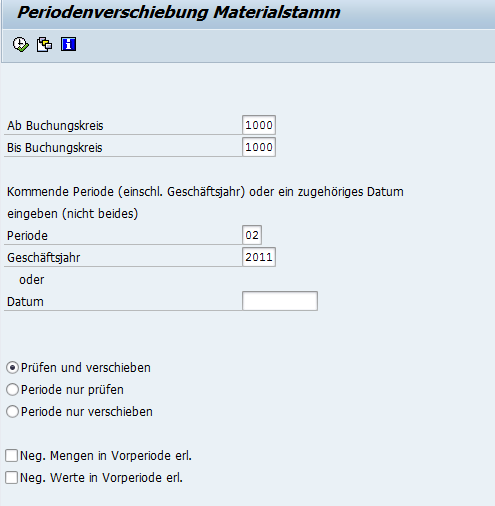 Periodenverschiebung Materialstamm
Ab Buchungskreis 1000
Bis Buchungskreis 1000
Kommende Periode (einschl. Geschäftsjahr) oder ein zugehöriges Datum
eingeben (nicht beides)
Periode 02
Geschäftsjahr 2011
oder
Datum
Prüfen und verschieben
Periode nur prüfen
Periode nur verschieben
Neg. Mengen in Vorperiode erl.
Neg. Werte in Vorperiode erl.